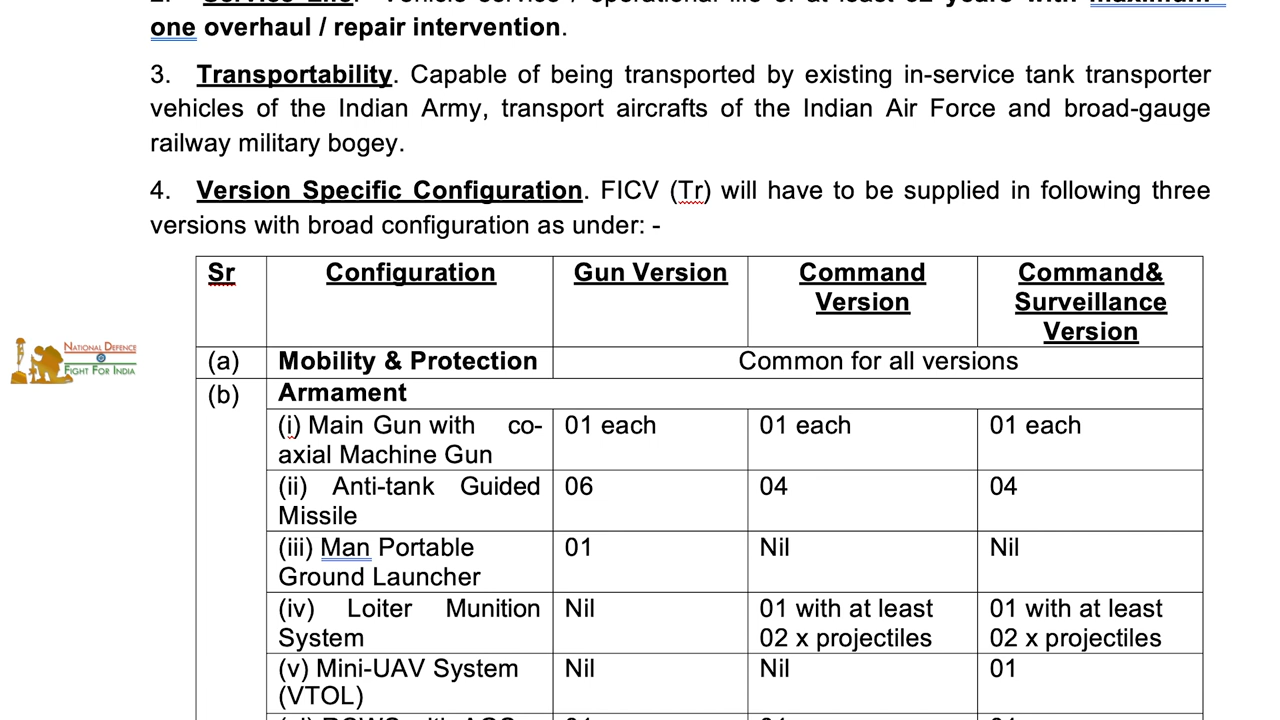 one overhaul / repair intervention.
3. Transportability. Capable of being transported by existing in-service tank transporter
vehicles of the Indian Army, transport aircrafts of the Indian Air Force and broad-gauge
railway military bogey.
4. Version Specific Configuration. FICV (Tr) will have to be supplied in following three
versions with broad configuration as under: -
Sr Configuration Gun Version Command Command&
Version Surveillance
Version
NATIONAL DEFENCE
FIGHT FOR INDIA
(a) Mobility & Protection Common for all versions
(b) Armament
(i) Main Gun with co- 01 each 01 each 01 each
axial Machine Gun
(ii) Anti-tank Guided 06 04 04
Missile
(iii) Man Portable 01 Nil Nil
Ground Launcher
(iv) Loiter Munition Nil 01 with at least 01 with at least
System 02 x projectiles 02 x projectiles
(v) Mini-UAV System Nil Nil 01
(VTOL)